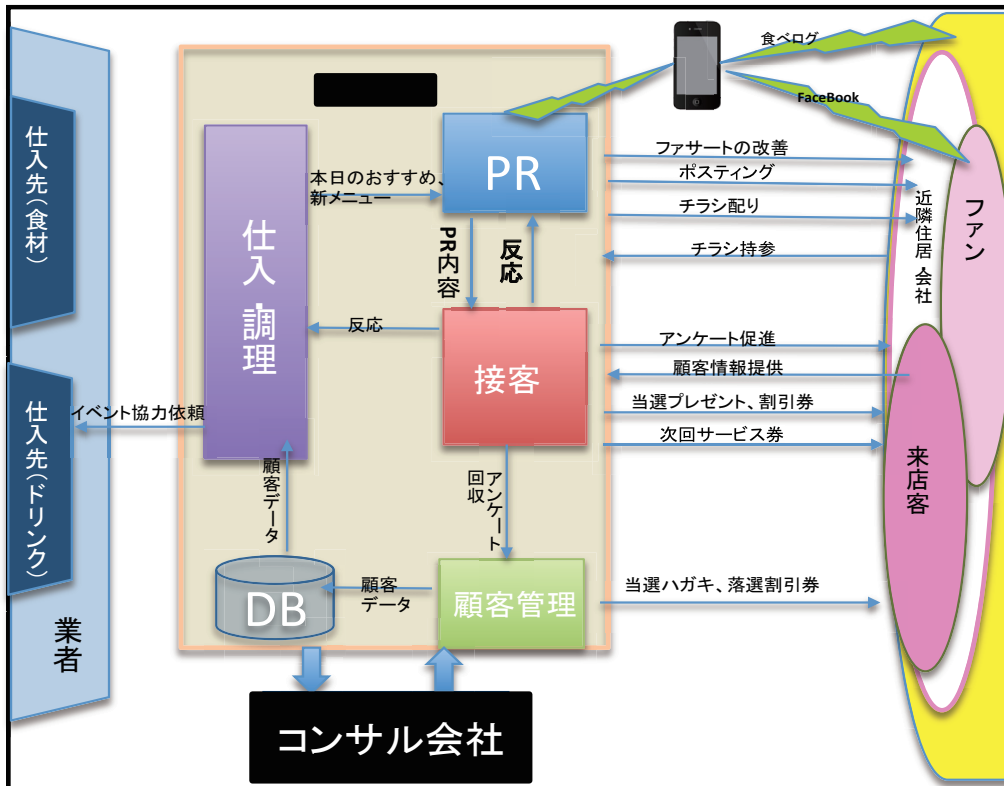 食べログ
FaceBook
仕入先(食材)
仕入先(ドリンク)
業者
仕入・調理
本日のおすすめ、
新メニュー
PR
PR内容
反応
反応
接客
イベント協力依頼
顧客データ
アンケート
回収
DB
顧客
データ
顧客管理
コンサル会社
ファサートの改善
ポスティング
チラシ配り
チラシ持参
アンケート促進
顧客情報提供
当選プレゼント、割引券
次回サービス券
当選ハガキ、落選割引券
近隣住居・会社
ファン
来店客